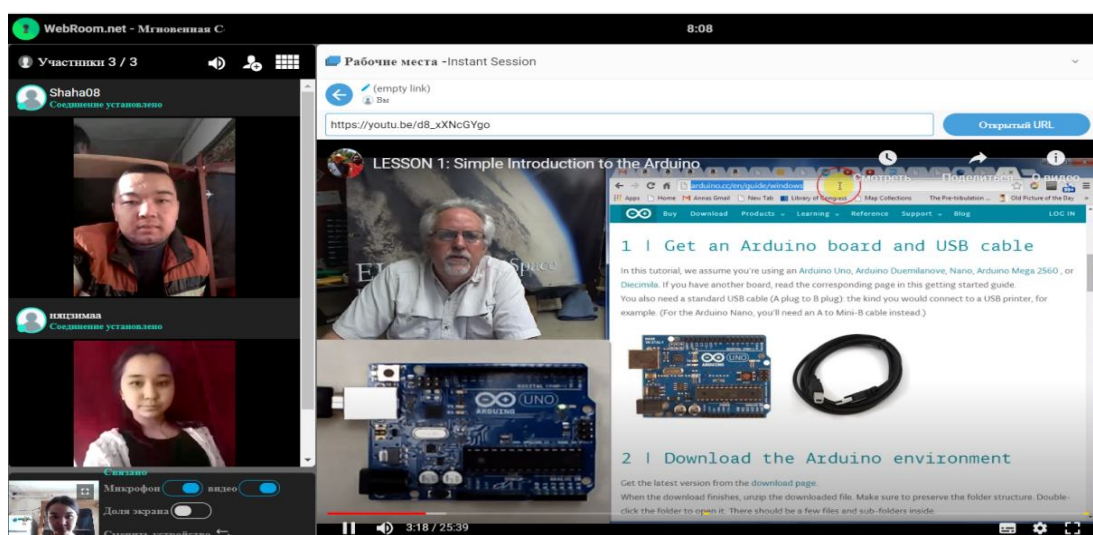 WebRoom.net - Мгновенная С
8:08
Участники 3 / 3
Shaha08
Соединение установлено
няцзимаа
Соединение установлено
Связано
Микрофон
видео
Доля экрана
Сменить устройство
Рабочие места -Instant Session
(empty link)
Вы
https://youtu.be/d8_xXNcGYgo
Открытый URL
LESSON 1: Simple Introduction to the Arduino
Смотреть
Поделиться
О видео
Space
UNO
arduino.cc/en/guide/windows
Apps Home Annas Gmail New Tab Library of Congress Map Collections The Pre-tribulation ... Old Picture of the Day
Buy Download Products Learning Reference Support Blog LOG IN
1 | Get an Arduino board and USB cable
In this tutorial, we assume you're using an Arduino Uno, Arduino Duemilanove, Nano, Arduino Mega 2560 , or
Diecimila. If you have another board, read the corresponding page in this getting started guide.
You also need a standard USB cable (A plug to B plug): the kind you would connect to a USB printer, for
example. (For the Arduino Nano, you'll need an A to Mini-B cable instead.)
UNO
2 | Download the Arduino environment
Get the latest version from the download page.
When the download finishes, unzip the downloaded file. Make sure to preserve the folder structure. Double-
click the folder to open it. There should be a few files and sub-folders inside.
3:18 / 25:39